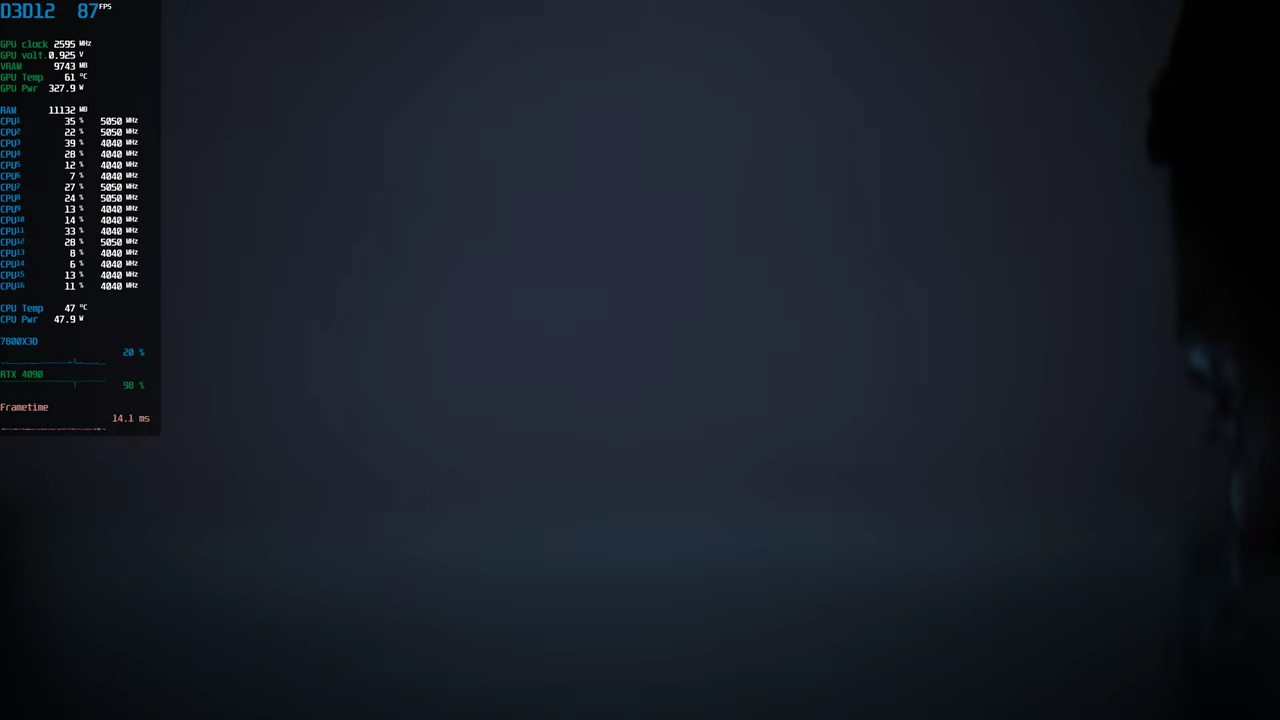 D3D12 87 FPS
GPU clock 2595 MHz
GPU volt. 0.925 V
VRAM 9743 MB
GPU Temp 61 °C
GPU Pwr 327.9 W
RAM 11132 MB
CPU1 35 % 5050 MHz
CPU2 22 % 5050 MHz
CPU3 39 % 4040 MHz
CPU4 28 % 4040 MHz
CPU5 12 % 4040 MHz
CPU6 7 % 4040 MHz
CPU7 27 % 5050 MHz
CPU8 24 % 5050 MHz
CPU9 13 % 4040 MHz
CPU10 14 % 4040 MHz
CPU11 33 % 4040 MHz
CPU12 28 % 5050 MHz
CPU13 8 % 4040 MHz
CPU14 6 % 4040 MHz
CPU15 13 % 4040 MHz
CPU16 11 % 4040 MHz
CPU Temp 47 °C
CPU Pwr 47.9 W
7800X3D
20 %
RTX 4090
98 %
Frametime
14.1 ms